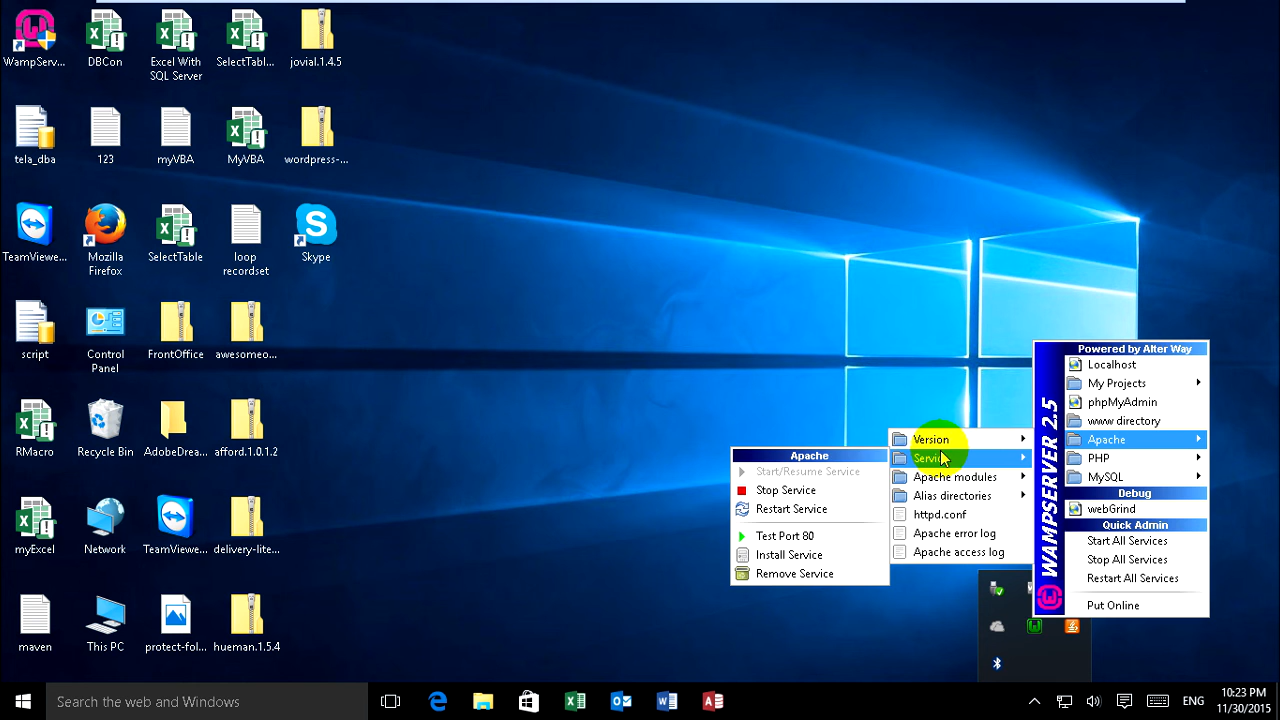 WampServ...
DBCon
Excel With
SQL Server
SelectTabl...
jovial.1.4.5
tela_dba
123
myVBA
MyVBA
wordpress-...
TeamViewe...
Mozilla
Firefox
SelectTable
loop
recordset
Skype
script
Control
Panel
FrontOffice
awesomeo...
RMacro
Recycle Bin
AdobeDna...
afford.1.0.1.2
myExcel
Network
TeamViewe...
delivery-lite...
maven
This PC
protect-fol...
hueman.1.5.4
Apache
Start/Resume Service
Stop Service
Restart Service
Test Port 80
Install Service
Remove Service
Version
Servi
Apache modules
Alias directories
httpd.conf
Apache error log
Apache access log
WAMPSERVER 2.5
Powered by Alter Way
Localhost
My Projects
phpMyAdmin
www directory
Apache
PHP
MySQL
Debug
webGrind
Quick Admin
Start All Services
Stop All Services
Restart All Services
Put Online
Search the web and Windows
ENG
10:23 PM
11/30/2015